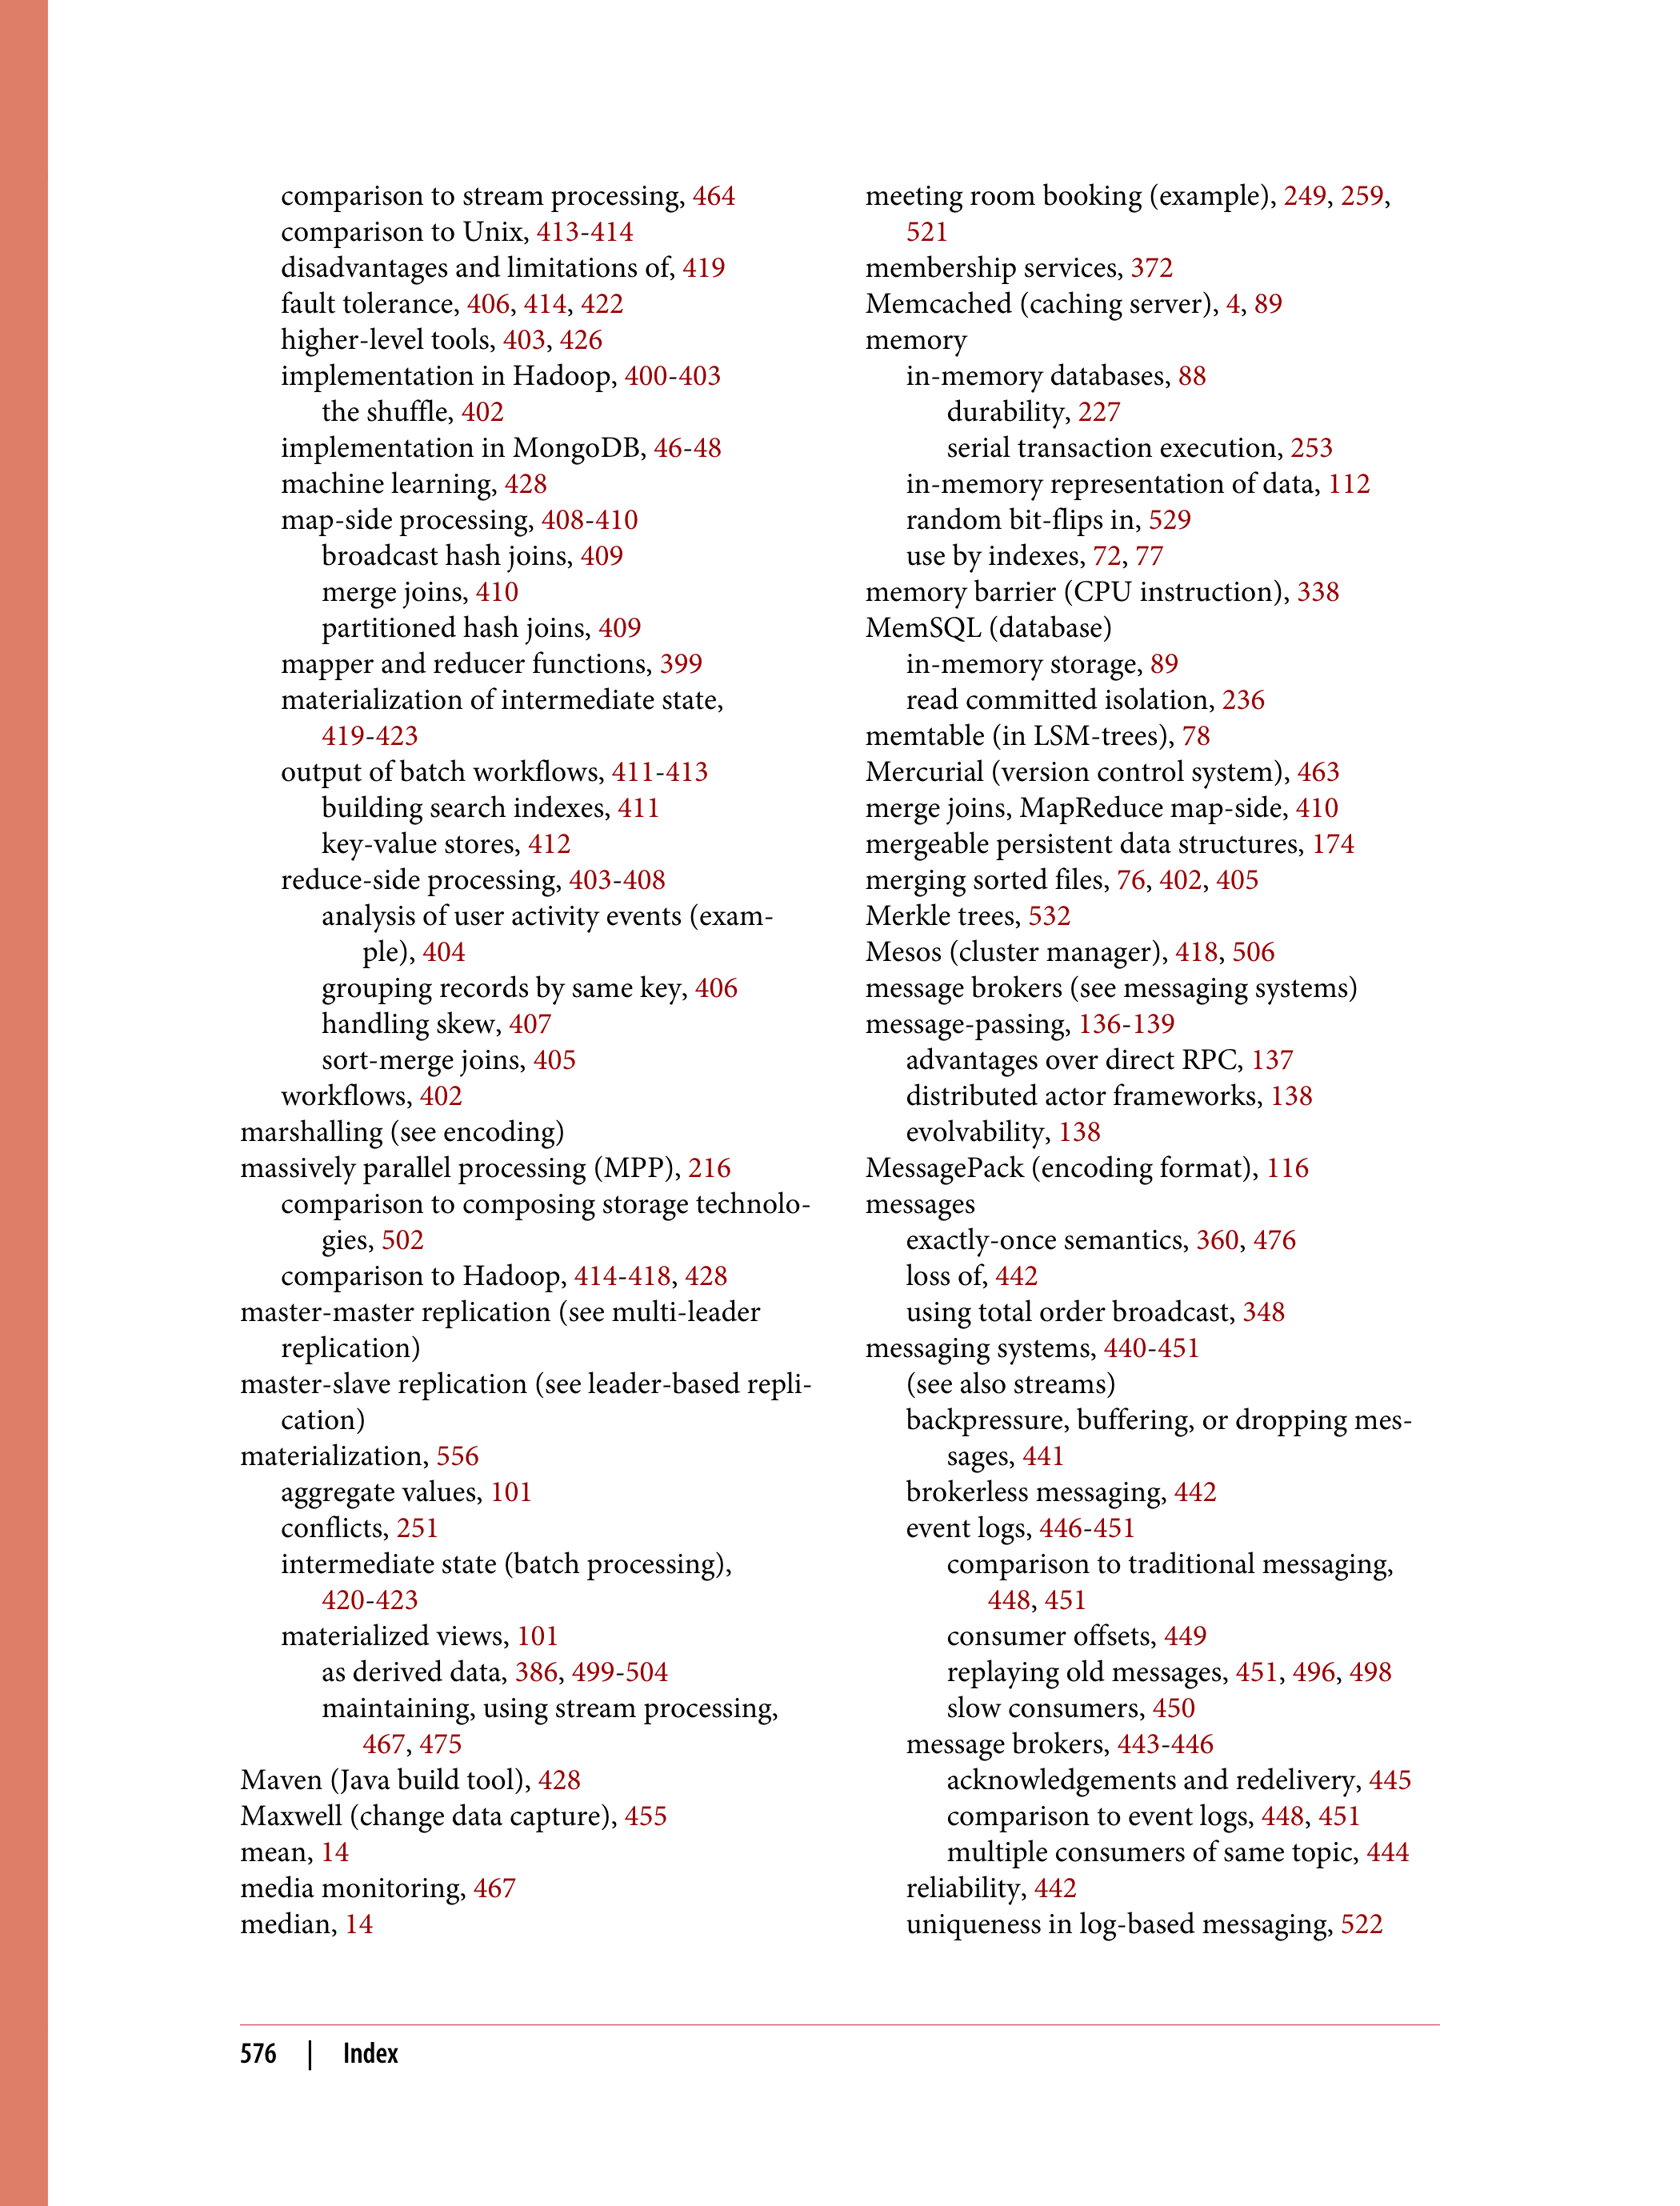 comparison to stream processing, 464
comparison to Unix, 413-414
disadvantages and limitations of, 419
fault tolerance, 406, 414, 422
higher-level tools, 403, 426
implementation in Hadoop, 400-403
the shuffle, 402
implementation in MongoDB, 46-48
machine learning, 428
map-side processing, 408-410
broadcast hash joins, 409
merge joins, 410
partitioned hash joins, 409
mapper and reducer functions, 399
materialization of intermediate state,
419-423
output of batch workflows, 411-413
building search indexes, 411
key-value stores, 412
reduce-side processing, 403-408
analysis of user activity events (exam-
ple), 404
grouping records by same key, 406
handling skew, 407
sort-merge joins, 405
workflows, 402
marshalling (see encoding)
massively parallel processing (MPP), 216
comparison to composing storage technolo-
gies, 502
comparison to Hadoop, 414-418, 428
master-master replication (see multi-leader
replication)
master-slave replication (see leader-based repli-
cation)
materialization, 556
aggregate values, 101
conflicts, 251
intermediate state (batch processing),
420-423
materialized views, 101
as derived data, 386, 499-504
maintaining, using stream processing,
467, 475
Maven (Java build tool), 428
Maxwell (change data capture), 455
mean, 14
media monitoring, 467
median, 14
meeting room booking (example), 249, 259,
521
membership services, 372
Memcached (caching server), 4, 89
memory
in-memory databases, 88
durability, 227
serial transaction execution, 253
in-memory representation of data, 112
random bit-flips in, 529
use by indexes, 72, 77
memory barrier (CPU instruction), 338
MemSQL (database)
in-memory storage, 89
read committed isolation, 236
memtable (in LSM-trees), 78
Mercurial (version control system), 463
merge joins, MapReduce map-side, 410
mergeable persistent data structures, 174
merging sorted files, 76, 402, 405
Merkle trees, 532
Mesos (cluster manager), 418, 506
message brokers (see messaging systems)
message-passing, 136-139
advantages over direct RPC, 137
distributed actor frameworks, 138
evolvability, 138
MessagePack (encoding format), 116
messages
exactly-once semantics, 360, 476
loss of, 442
using total order broadcast, 348
messaging systems, 440-451
(see also streams)
backpressure, buffering, or dropping mes-
sages, 441
brokerless messaging, 442
event logs, 446-451
comparison to traditional messaging,
448, 451
consumer offsets, 449
replaying old messages, 451, 496, 498
slow consumers, 450
message brokers, 443-446
acknowledgements and redelivery, 445
comparison to event logs, 448, 451
multiple consumers of same topic, 444
reliability, 442
uniqueness in log-based messaging, 522
576 | Index